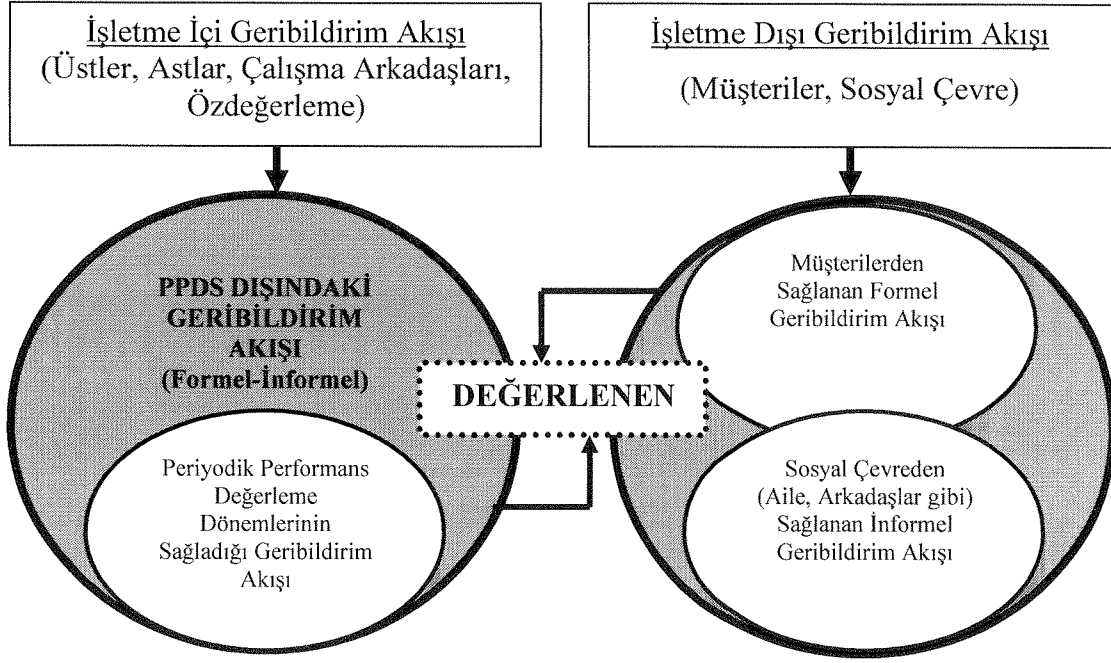 İşletme İçi Geribildirim Akışı
(Üstler, Astlar, Çalışma Arkadaşları,
Özdeğerleme)
İşletme Dışı Geribildirim Akışı
(Müşteriler, Sosyal Çevre)
PPDS DIŞINDAKİ
GERİBİLDİRİM
AKIŞI
(Formel-İnformel)
Periyodik Performans
Değerleme
Dönemlerinin
Sağladığı Geribildirim
Akışı
DEĞERLENEN
Müşterilerden
Sağlanan Formel
Geribildirim Akışı
Sosyal Çevreden
(Aile, Arkadaşlar gibi)
Sağlanan İnformel
Geribildirim Akışı